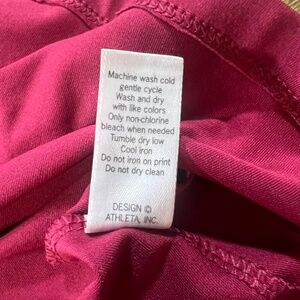 Machine wash cold
gentle cycle
Wash and dry
with like colors
Only non-chlorine
bleach when needed
Tumble dry low
Cool iron
Do not iron on print
Do not dry clean
DESIGN ©
ATHLETA, INC.